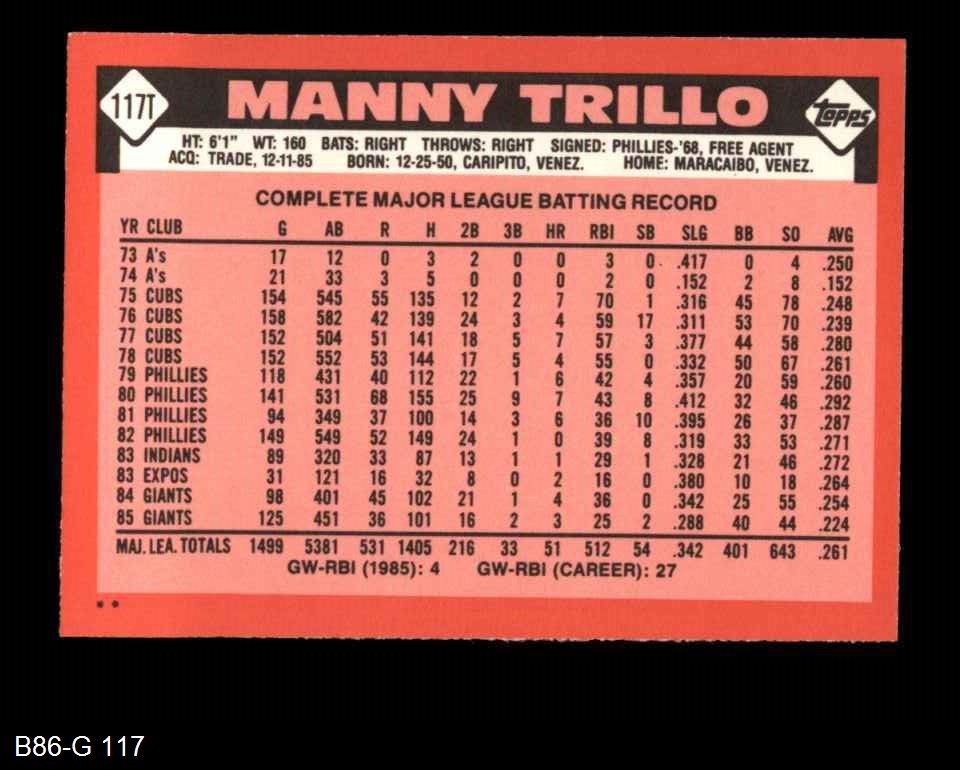 117T MANNY TRILLO topps
HT: 6'1" WT: 160 BATS: RIGHT THROWS: RIGHT SIGNED: PHILLIES-'68, FREE AGENT
ACQ: TRADE, 12-11-85 BORN: 12-25-50, CARIPITO, VENEZ. HOME: MARACAIBO, VENEZ.
COMPLETE MAJOR LEAGUE BATTING RECORD
YR CLUB G AB R H 2B 3B HR RBI SB SLG BB SO AVG
73 A's 17 12 0 3 2 0 0 3 0 .417 0 4 .250
74 A's 21 33 3 5 0 0 0 2 0 .152 2 8 .152
75 CUBS 154 545 55 135 12 2 7 70 1 .316 45 78 .248
76 CUBS 158 582 42 139 24 3 4 59 17 .311 53 70 .239
77 CUBS 152 504 51 141 18 5 7 57 3 .377 44 58 .280
78 CUBS 152 552 53 144 17 5 4 55 0 .332 50 67 .261
79 PHILLIES 118 431 40 112 22 1 6 42 4 .357 20 59 .260
80 PHILLIES 141 531 68 155 25 9 7 43 8 .412 32 46 .292
81 PHILLIES 94 349 37 100 14 3 6 36 10 .395 26 37 .287
82 PHILLIES 149 549 52 149 24 1 0 39 8 .319 33 53 .271
83 INDIANS 89 320 33 87 13 1 1 29 1 .328 21 46 .272
83 EXPOS 31 121 16 32 8 0 2 16 0 .380 10 18 .264
84 GIANTS 98 401 45 102 21 1 4 36 0 .342 25 55 .254
85 GIANTS 125 451 36 101 16 2 3 25 2 .288 40 44 .224
MAJ. LEA. TOTALS 1499 5381 531 1405 216 33 51 512 54 .342 401 643 .261
GW-RBI (1985): 4 GW-RBI (CAREER): 27
* *
B86-G 117